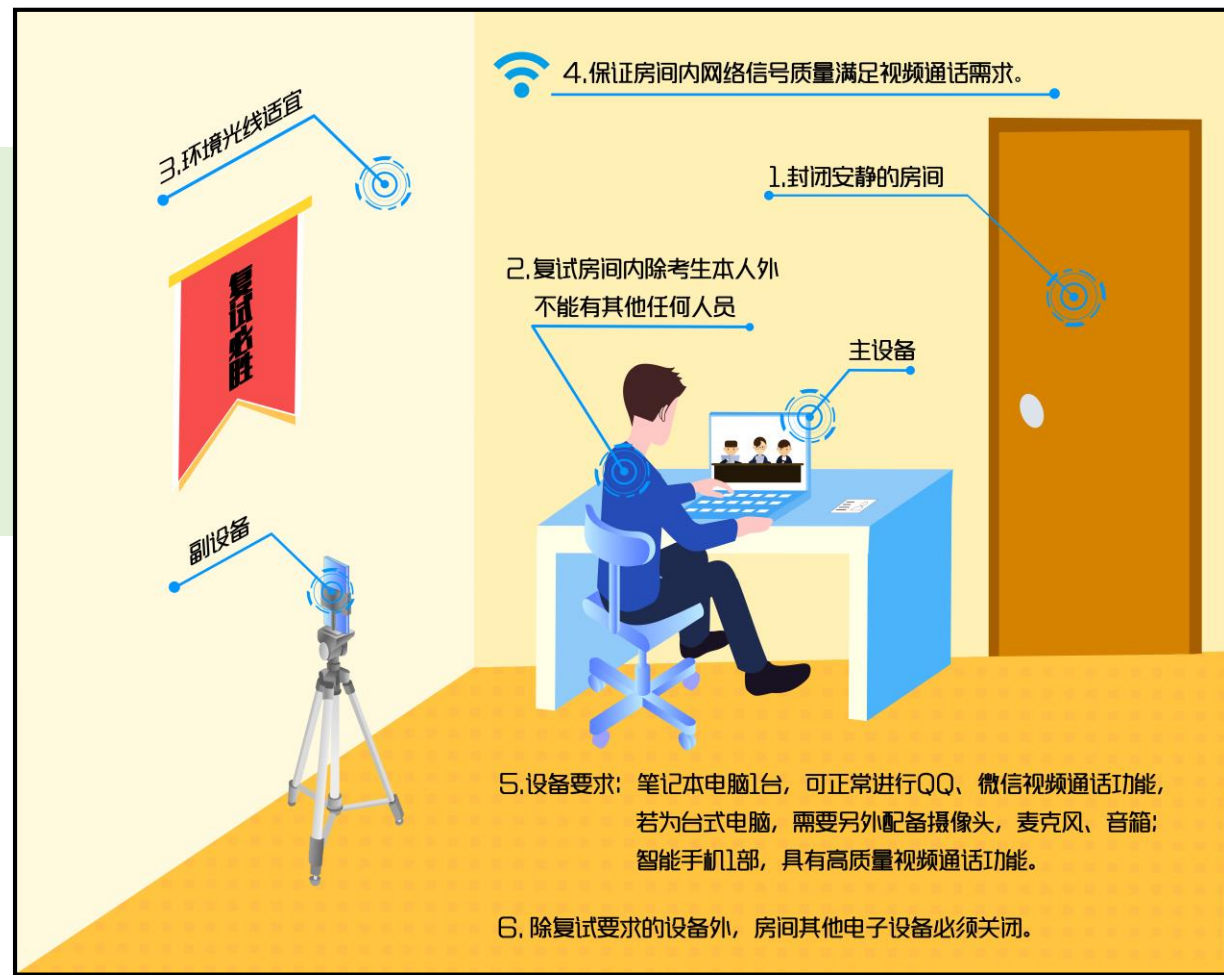 4.保证房间内网络信号质量满足视频通话需求。
3.环境光线适宜
1.封闭安静的房间
2.复试房间内除考生本人外
不能有其他任何人员
主设备
复试必胜
副设备
5.设备要求：笔记本电脑1台，可正常进行QQ、微信视频通话功能，
若为台式电脑，需要另外配备摄像头，麦克风、音箱；
智能手机1部，具有高质量视频通话功能。
6.除复试要求的设备外，房间其他电子设备必须关闭。